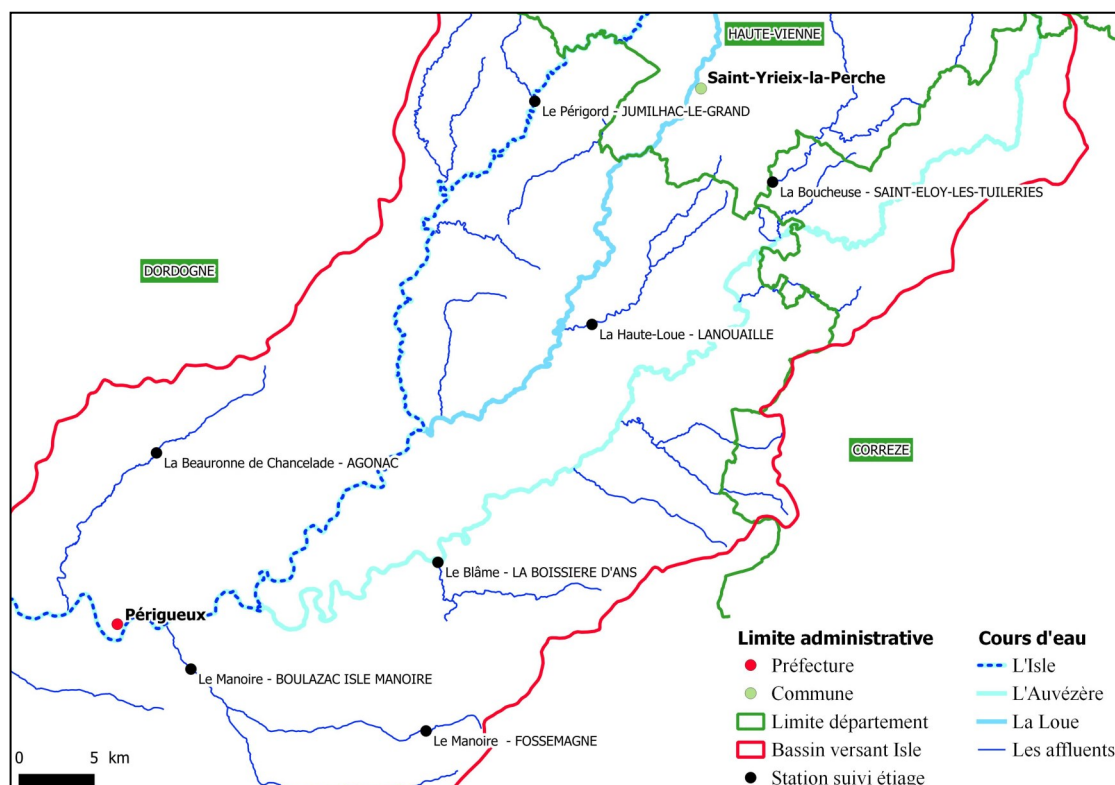 HAUTE-VIENNE
Saint-Yrieix-la-Perche
Le Périgord - JUMILHAC-LE-GRAND
La Boucheuse - SAINT-ELOY-LES-TUILERIES
DORDOGNE
La Haute-Loue - LANOUAILLE
CORREZE
La Beauronne de Chancelade - AGONAC
Le Blâme - LA BOISSIERE D'ANS
Périgueux
Le Manoire - BOULAZAC ISLE MANOIRE
Le Manoire - FOSSEMAGNE
0 5 km
Limite administrative
Préfecture
Commune
Limite département
Bassin versant Isle
Station suivi étiage
Cours d'eau
L'Isle
L'Auvézère
La Loue
Les affluents